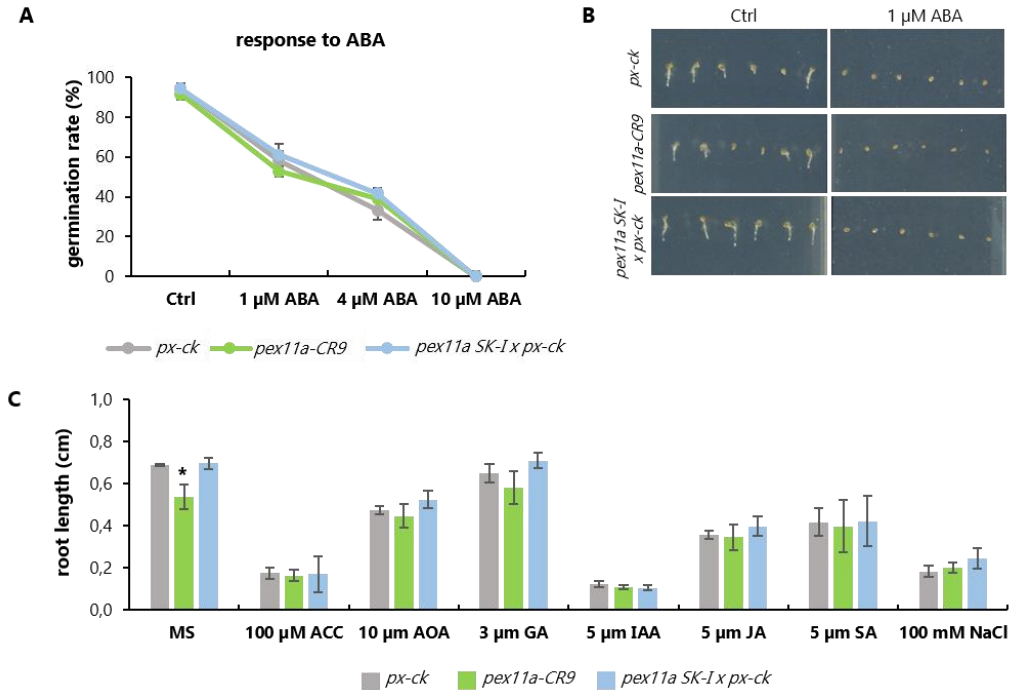 A
response to ABA
germination rate (%)
100
80
60
40
20
0
Ctrl 1 µM ABA 4 µM ABA 10 µM ABA
px-ck pex11a-CR9 pex11a SK-I x px-ck
B
Ctrl 1 µM ABA
px-ck
pex11a-CR9
pex11a SK-I
x px-ck
C
root length (cm)
1,0
0,8
0,6
0,4
0,2
0,0
*
MS 100 µM ACC 10 µm AOA 3 µm GA 5 µm IAA 5 µm JA 5 µm SA 100 mM NaCl
px-ck pex11a-CR9 pex11a SK-I x px-ck